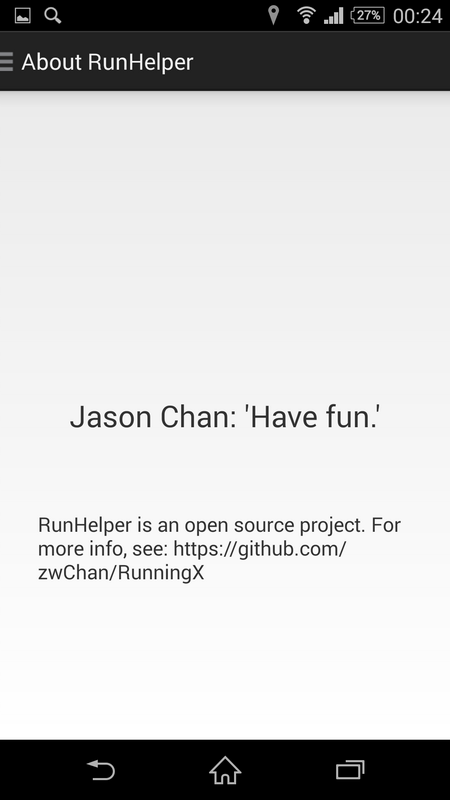 27% 00:24
About RunHelper
Jason Chan: 'Have fun.'
RunHelper is an open source project. For
more info, see: https://github.com/
zwChan/RunningX